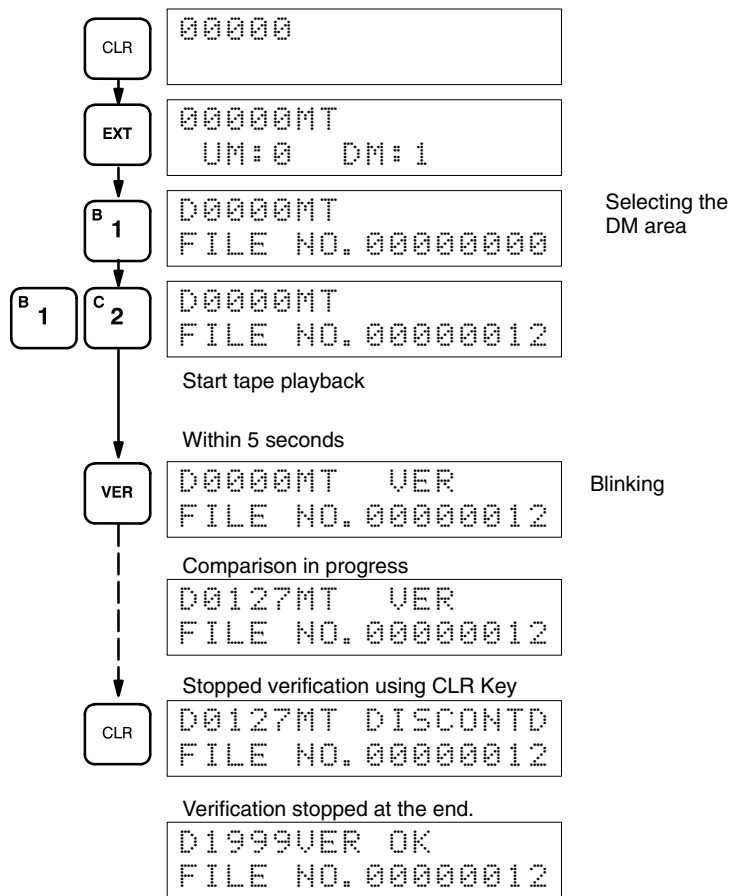 CLR
00000
EXT
00000MT
UM:0 DM:1
B 1
D0000MT
FILE NO.00000000
Selecting the
DM area
B 1
C 2
D0000MT
FILE NO.00000012
Start tape playback
Within 5 seconds
VER
D0000MT VER
FILE NO.00000012
Blinking
Comparison in progress
D0127MT VER
FILE NO.00000012
Stopped verification using CLR Key
CLR
D0127MT DISCONTD
FILE NO.00000012
Verification stopped at the end.
D1999VER OK
FILE NO.00000012